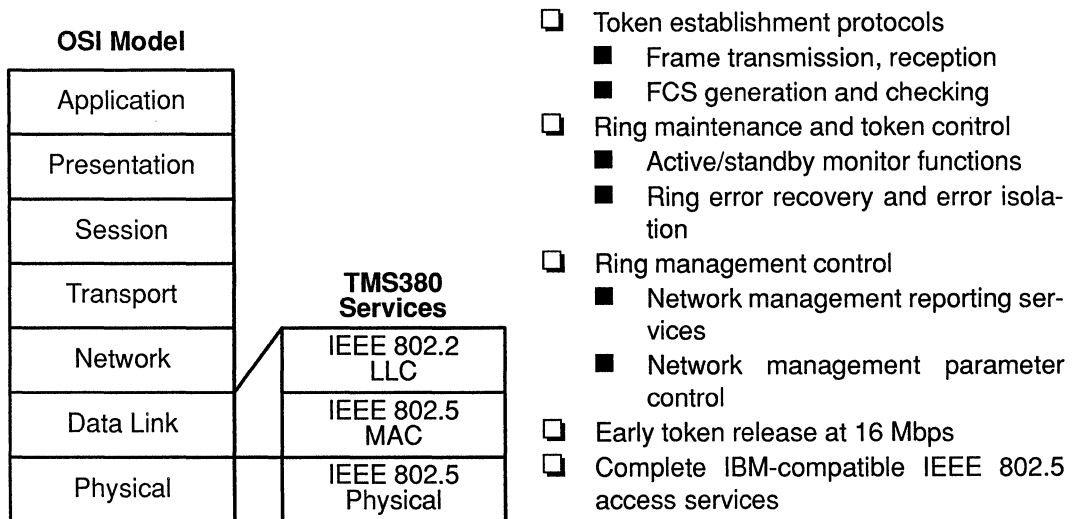 OSI Model
Application
Presentation
Session
Transport
Network
Data Link
Physical
TMS380
Services
IEEE 802.2
LLC
IEEE 802.5
MAC
IEEE 802.5
Physical
Token establishment protocols
Frame transmission, reception
FCS generation and checking
Ring maintenance and token control
Active/standby monitor functions
Ring error recovery and error isola-
tion
Ring management control
Network management reporting ser-
vices
Network management parameter
control
Early token release at 16 Mbps
Complete IBM-compatible IEEE 802.5
access services